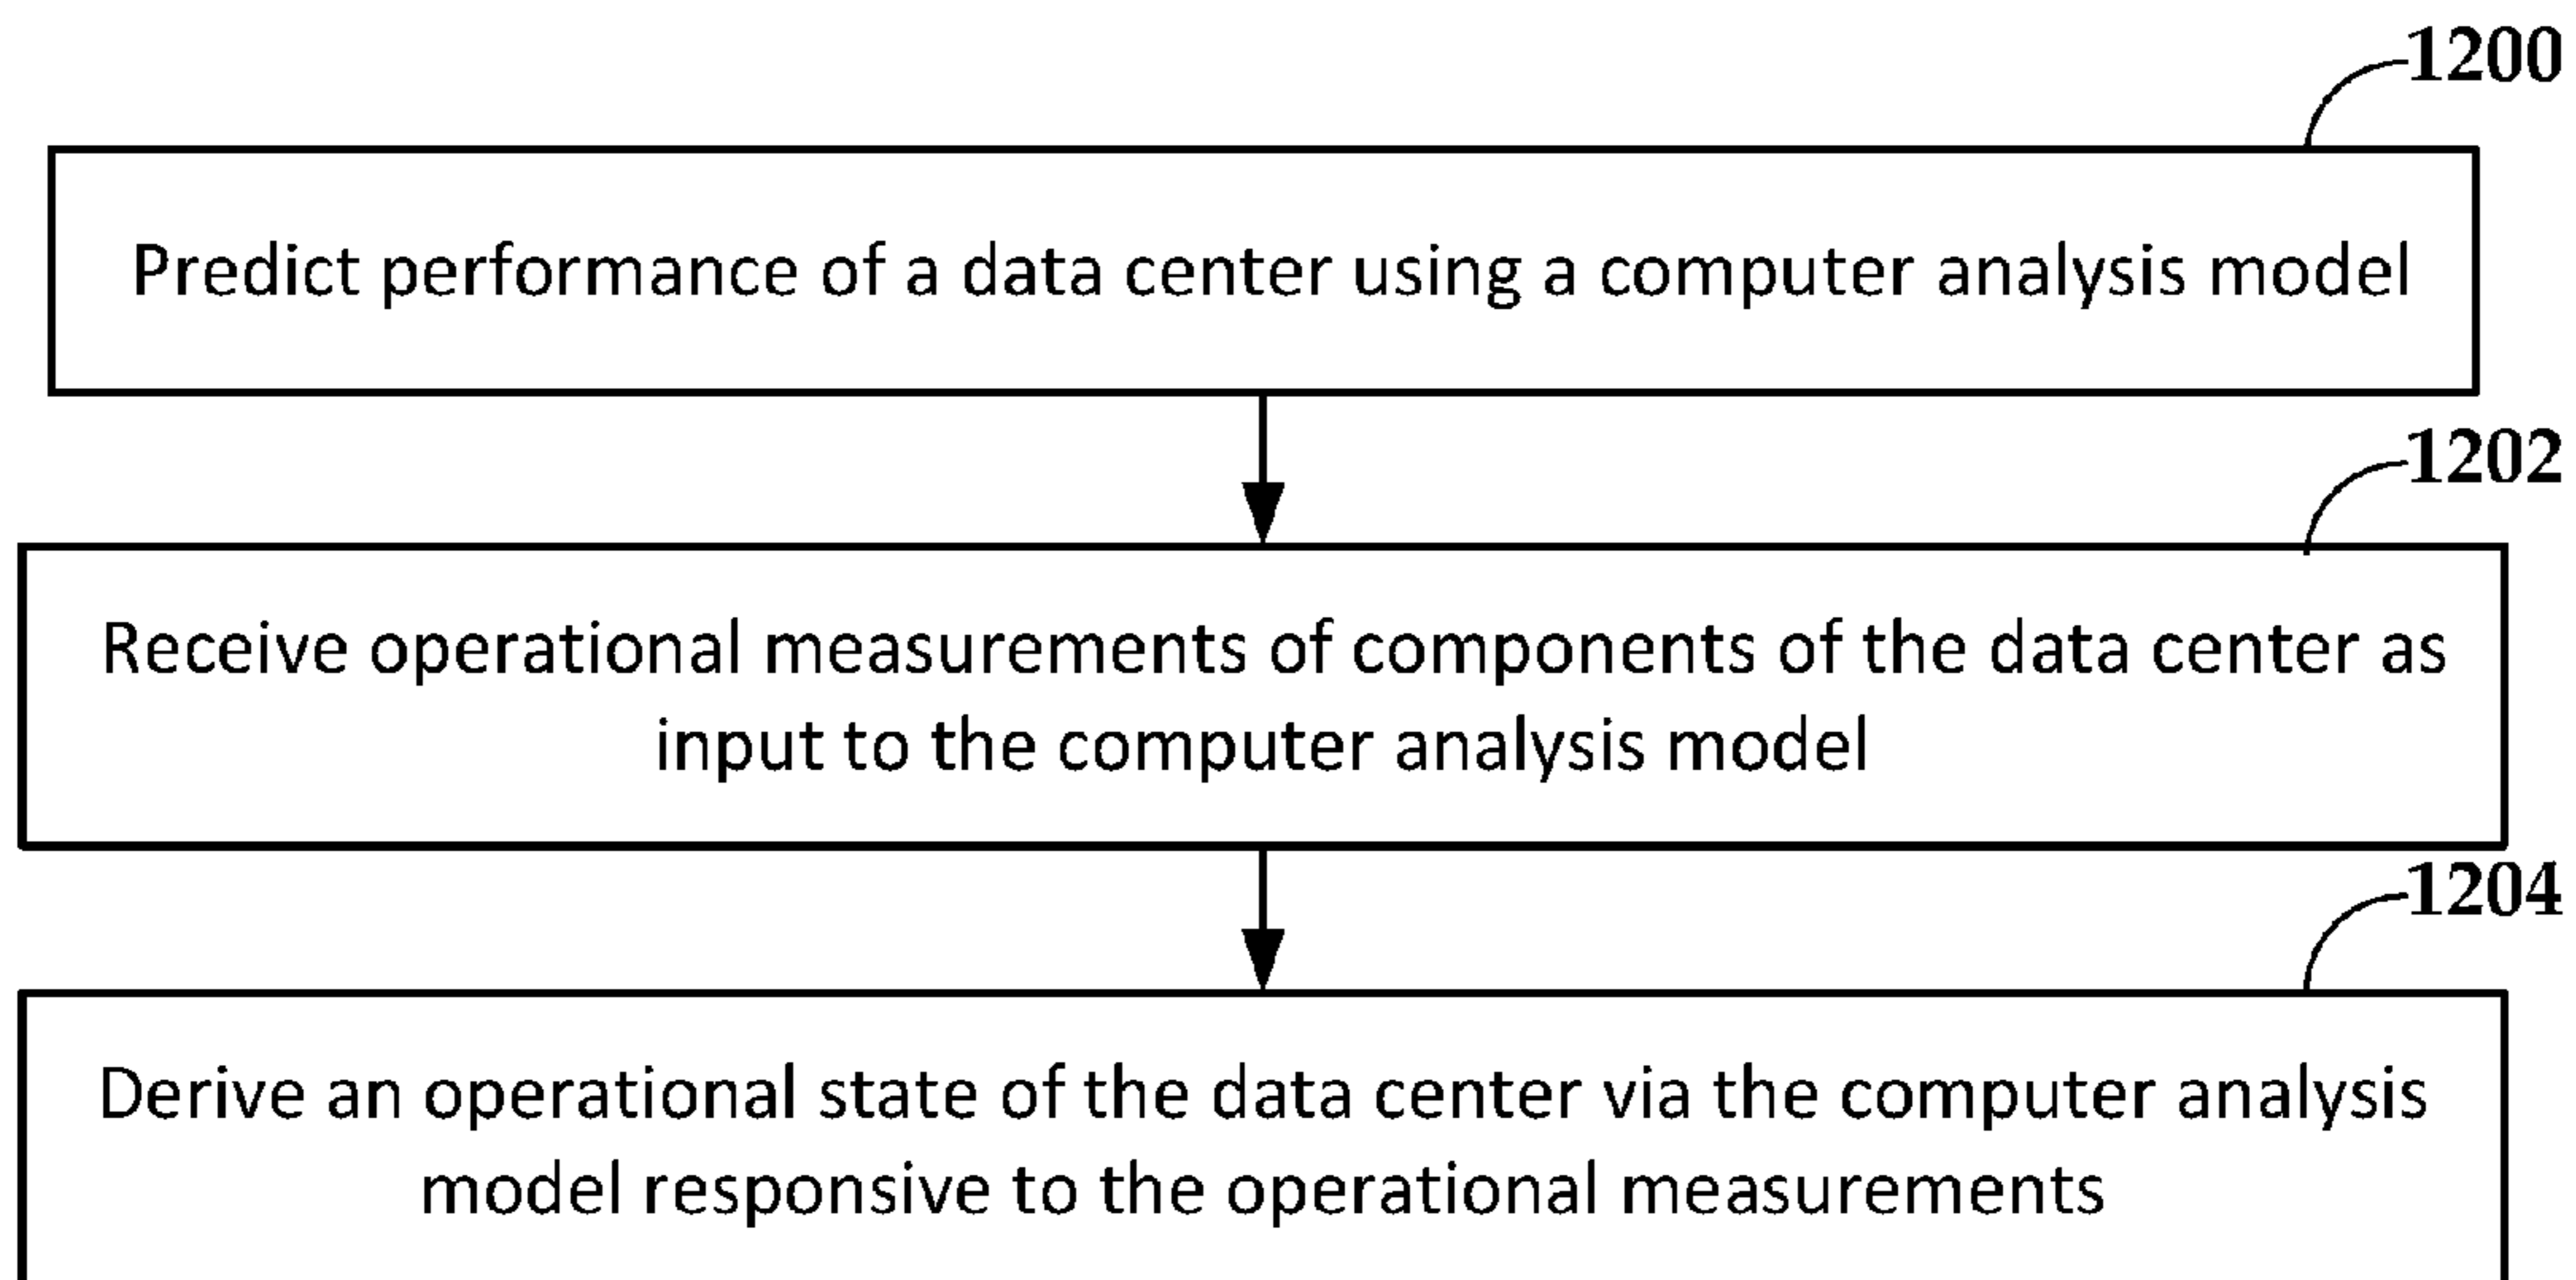 1200
Predict performance of a data center using a computer analysis model
1202
Receive operational measurements of components of the data center as
input to the computer analysis model
1204
Derive an operational state of the data center via the computer analysis
model responsive to the operational measurements